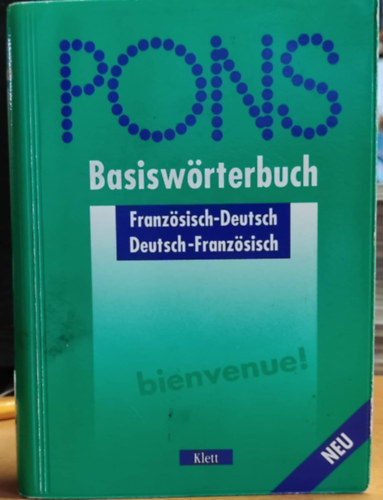 PONS
Basiswörterbuch
Französisch-Deutsch
Deutsch-Französisch
bienvenue!
Klett
NEU